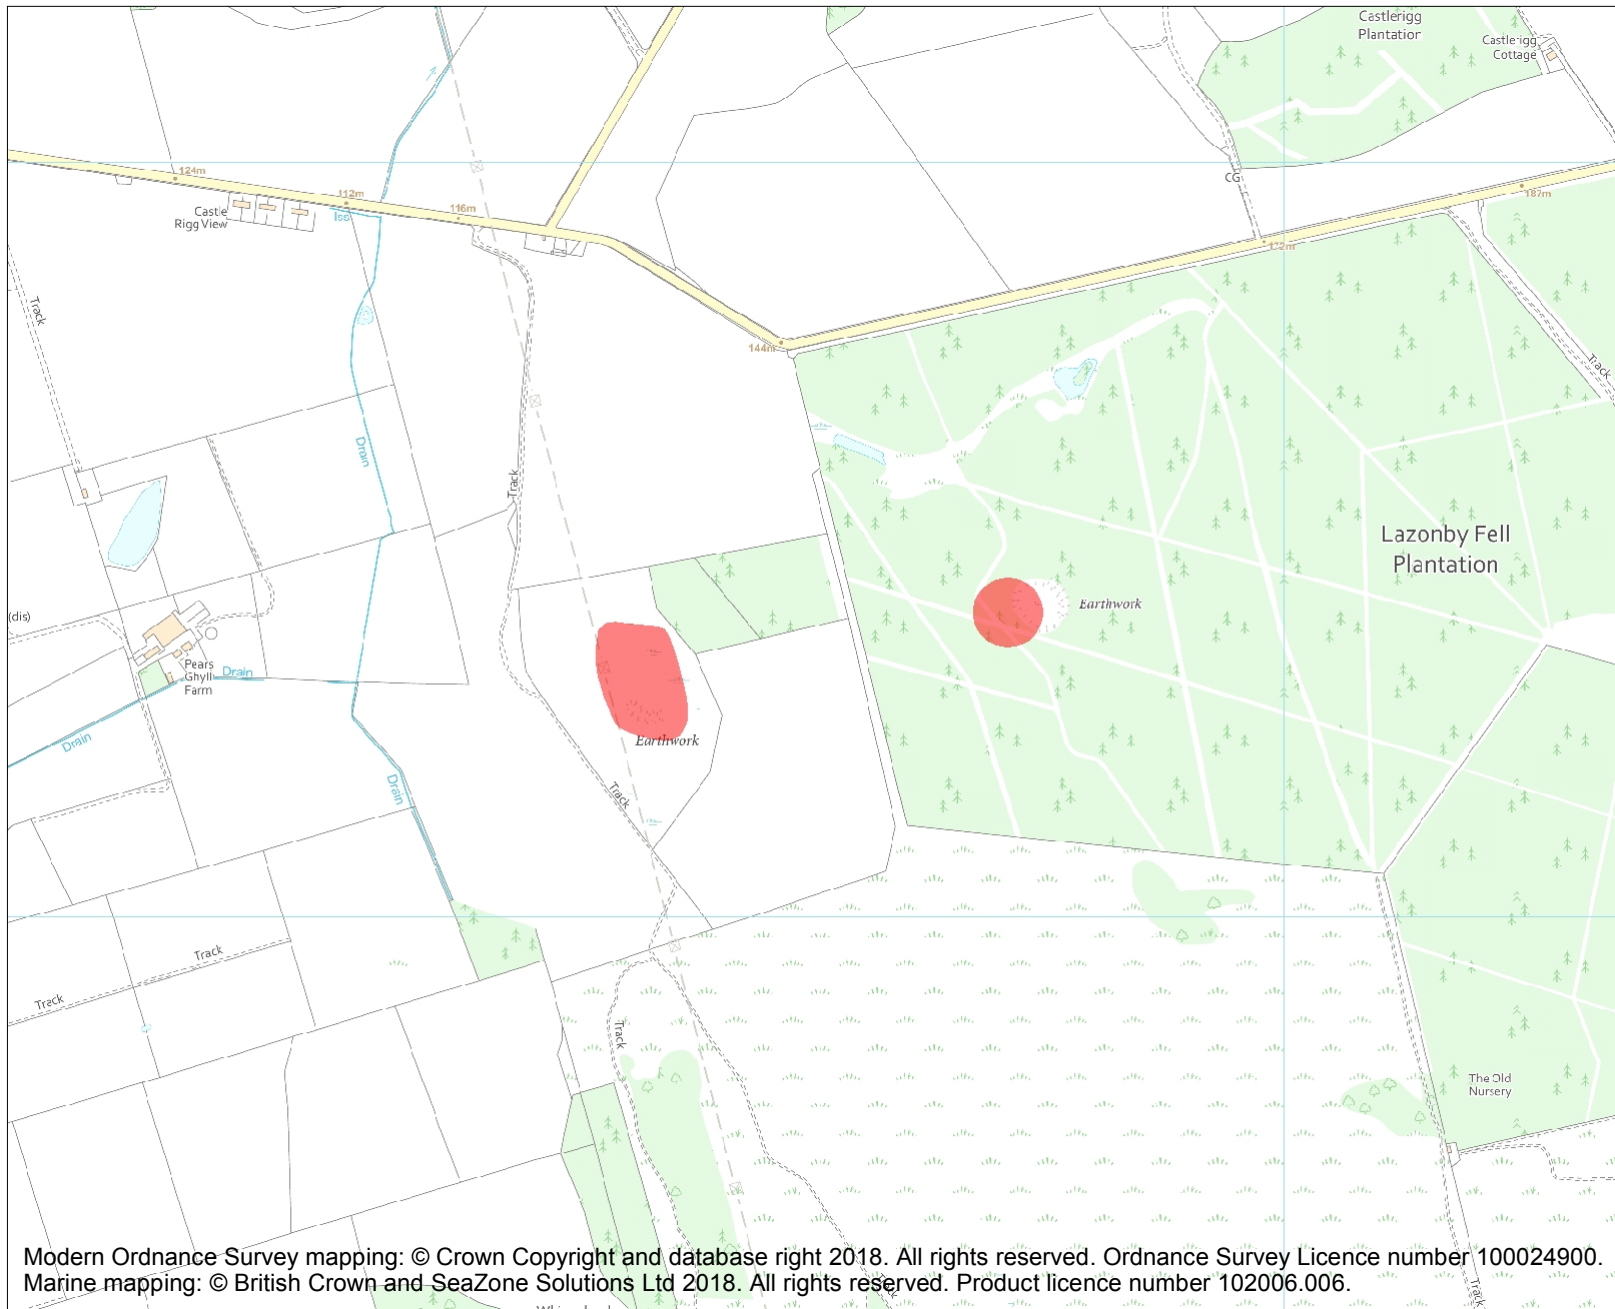 Castlerigg
Plantation
Castlerigg
Cottage
124m
112m
116m
CG
187m
Castle
Rigg View
Iss
172m
Track
144m
Track
Drain
Track
Lazonby Fell
Plantation
Earthwork
(dis)
Pears
Ghyll
Farm
Drain
Drain
Earthwork
Drain
Track
Track
Track
Track
The Old
Nursery
Modern Ordnance Survey mapping: © Crown Copyright and database right 2018. All rights reserved. Ordnance Survey Licence number 100024900.
Marine mapping: © British Crown and SeaZone Solutions Ltd 2018. All rights reserved. Product licence number 102006.006.
Track